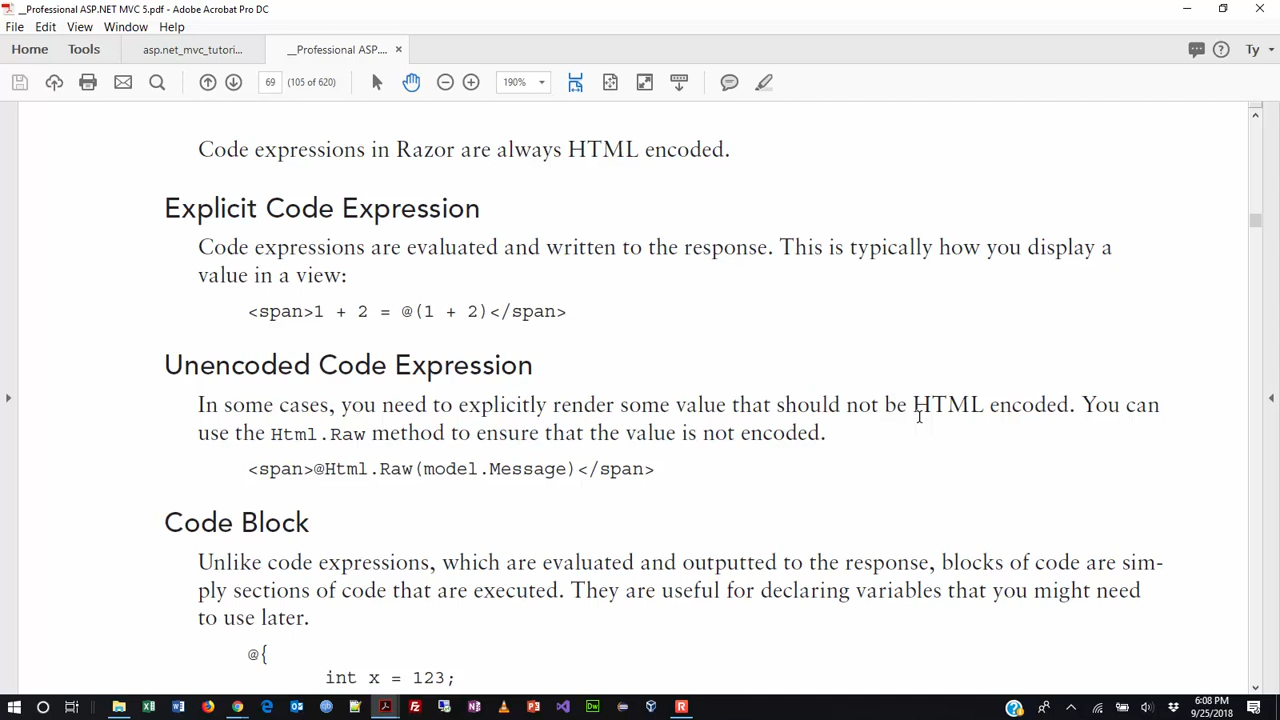 __Professional ASP.NET MVC 5.pdf - Adobe Acrobat Pro DC
File Edit View Window Help
Home Tools asp.net_mvc_tutori... __Professional ASP.... ×
69 (105 of 620) 190% Ty
Code expressions in Razor are always HTML encoded.
Explicit Code Expression
Code expressions are evaluated and written to the response. This is typically how you display a
value in a view:
<span>1 + 2 = @(1 + 2)</span>
Unencoded Code Expression
In some cases, you need to explicitly render some value that should not be HTML encoded. You can
use the Html.Raw method to ensure that the value is not encoded.
<span>@Html.Raw(model.Message)</span>
Code Block
Unlike code expressions, which are evaluated and outputted to the response, blocks of code are sim-
ply sections of code that are executed. They are useful for declaring variables that you might need
to use later.
@{
int x = 123;
6:08 PM
9/25/2018